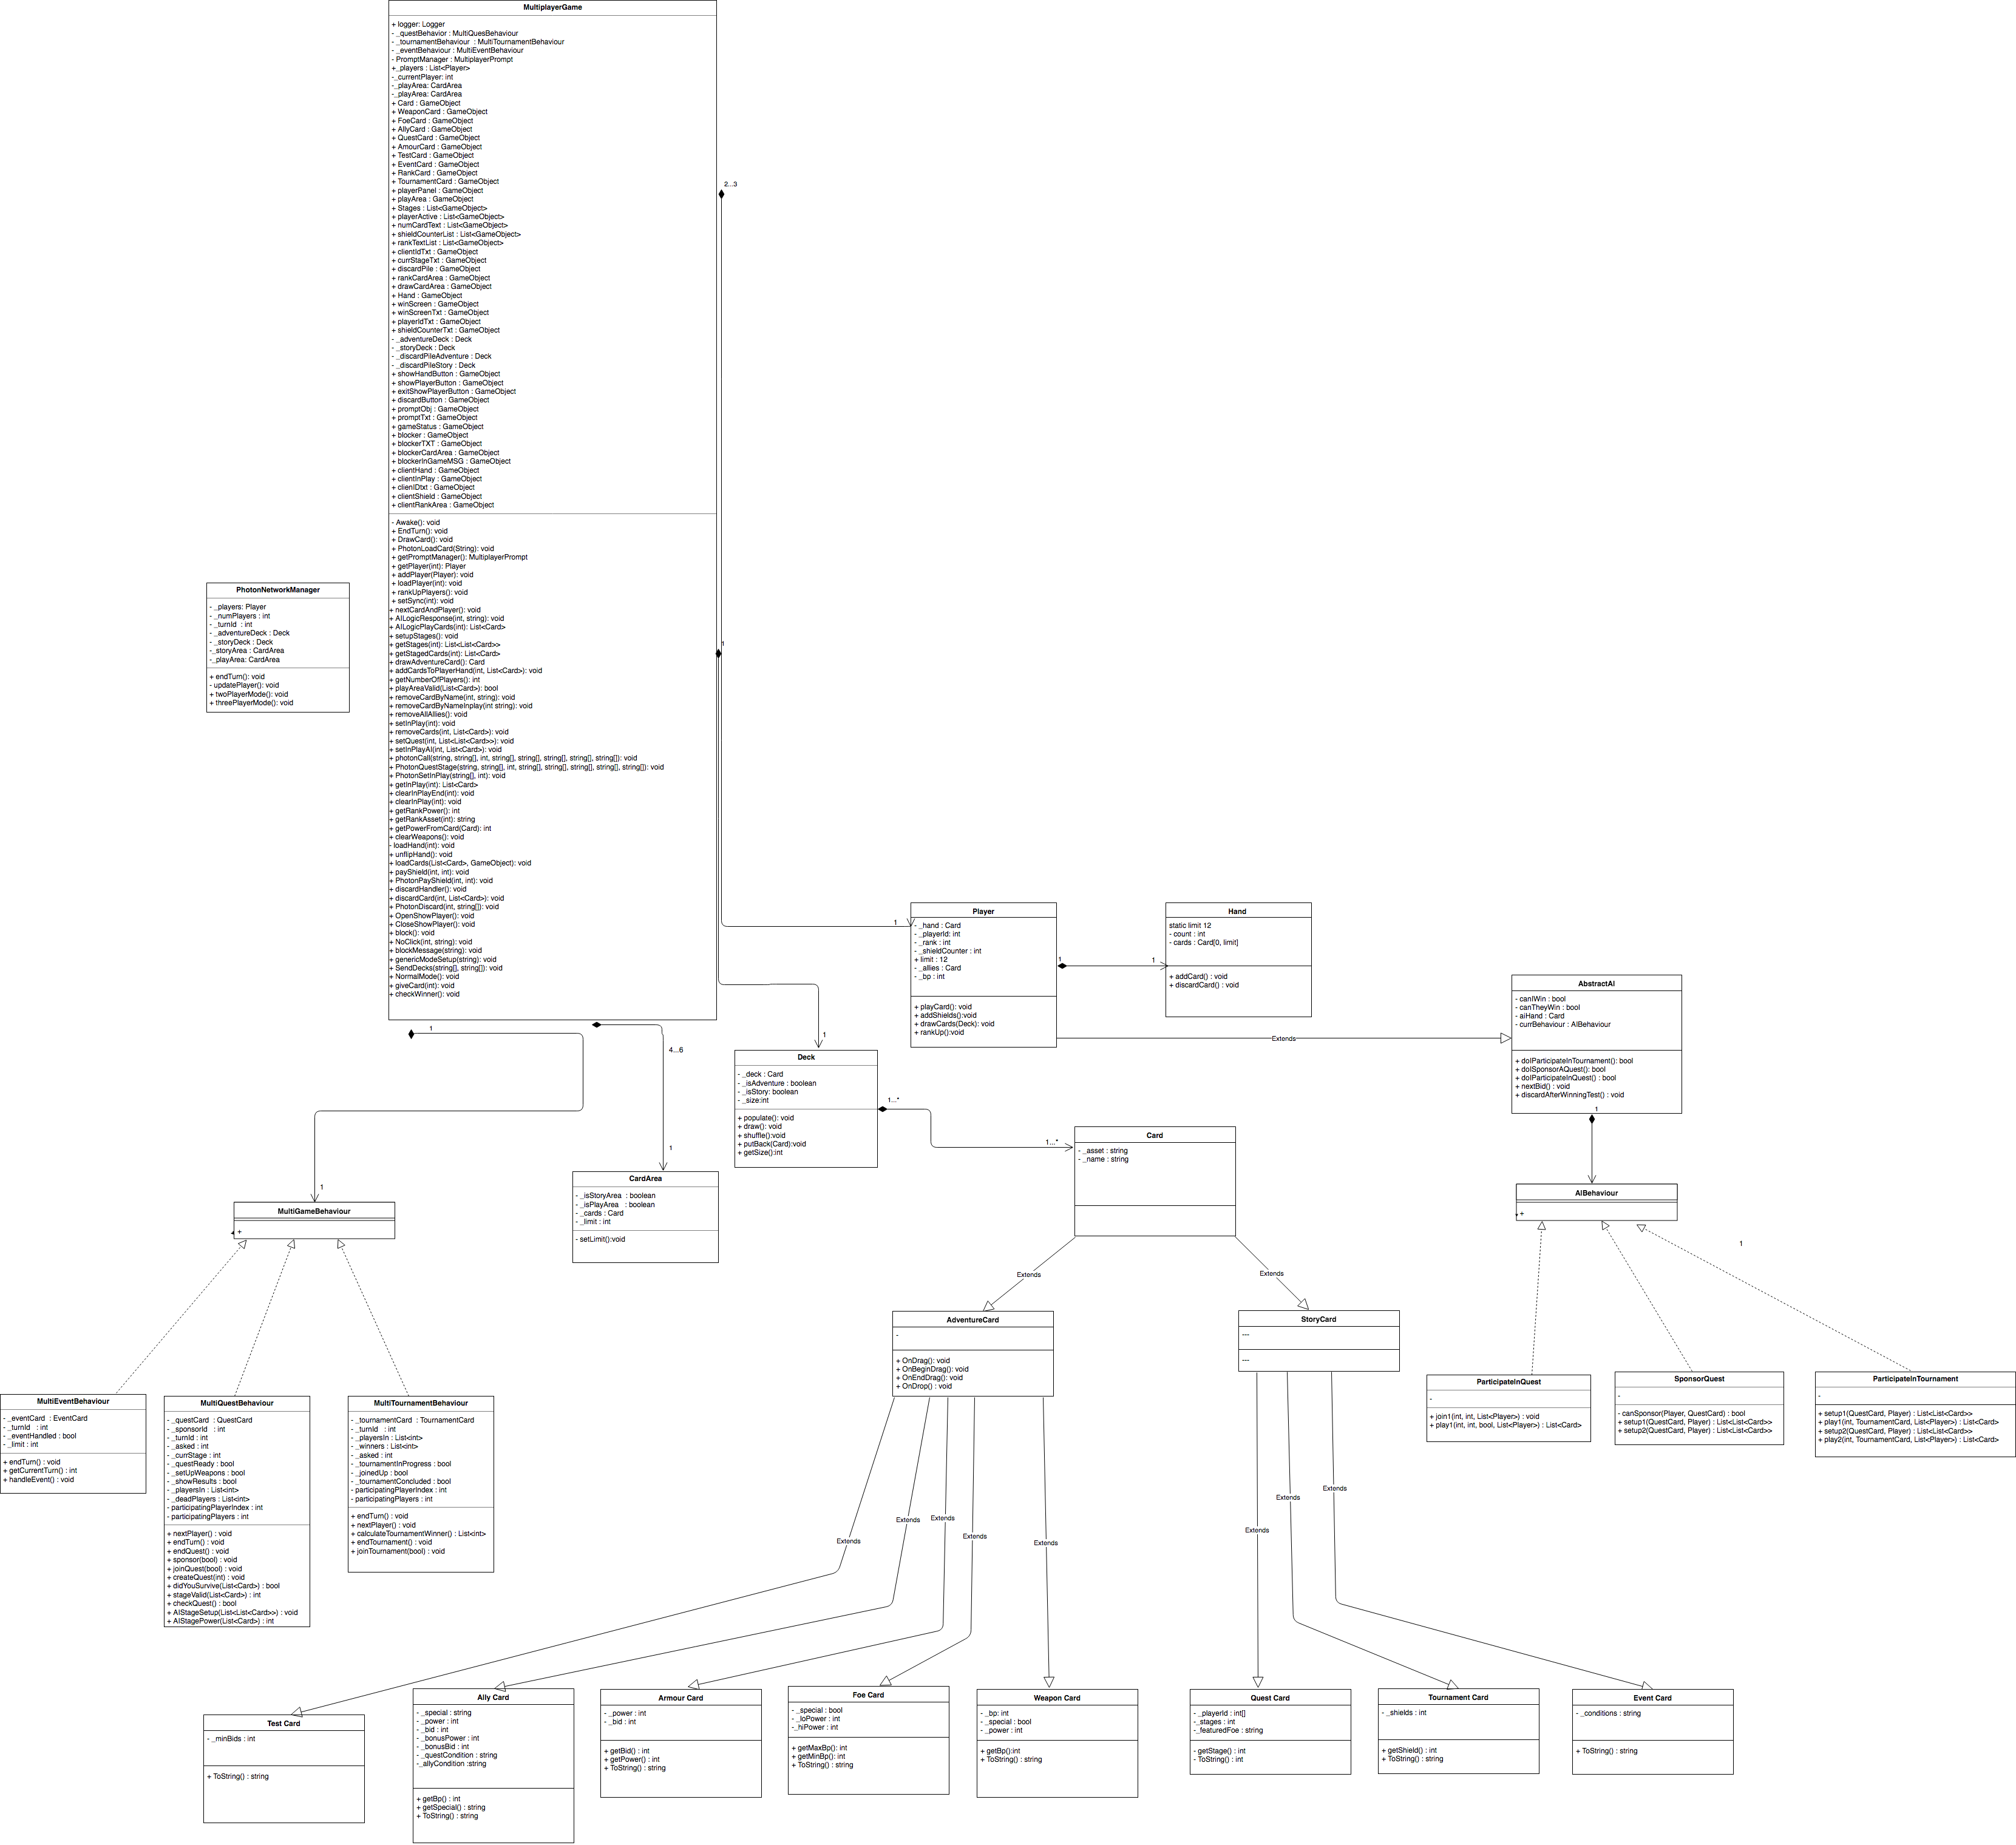 MultiplayerGame
+ logger: Logger
- _questBehavior : MultiQuesBehaviour
- _tournamentBehaviour : MultiTournamentBehaviour
- _eventBehaviour : MultiEventBehaviour
- PromptManager : MultiplayerPrompt
+_players : List<Player>
-_currentPlayer: int
-_playArea: CardArea
-_playArea: CardArea
+ Card : GameObject
+ WeaponCard : GameObject
+ FoeCard : GameObject
+ AllyCard : GameObject
+ QuestCard : GameObject
+ AmourCard : GameObject
+ TestCard : GameObject
+ EventCard : GameObject
+ RankCard : GameObject
+ TournamentCard : GameObject
+ playerPanel : GameObject
+ playArea : GameObject
+ Stages : List<GameObject>
+ playerActive : List<GameObject>
+ numCardText : List<GameObject>
+ shieldCounterList : List<GameObject>
+ rankTextList : List<GameObject>
+ clientIdTxt : GameObject
+ currStageTxt : GameObject
+ discardPile : GameObject
+ rankCardArea : GameObject
+ drawCardArea : GameObject
+ Hand : GameObject
+ winScreen : GameObject
+ winScreenTxt : GameObject
+ playerIdTxt : GameObject
+ shieldCounterTxt : GameObject
- _adventureDeck : Deck
- _storyDeck : Deck
- _discardPileAdventure : Deck
- _discardPileStory : Deck
+ showHandButton : GameObject
+ showPlayerButton : GameObject
+ exitShowPlayerButton : GameObject
+ discardButton : GameObject
+ promptObj : GameObject
+ promptTxt : GameObject
+ gameStatus : GameObject
+ blocker : GameObject
+ blockerTXT : GameObject
+ blockerCardArea : GameObject
+ blockerInGameMSG : GameObject
+ clientHand : GameObject
+ clientInPlay : GameObject
+ clienIDtxt : GameObject
+ clientShield : GameObject
+ clientRankArea : GameObject
- Awake(): void
+ EndTurn(): void
+ DrawCard(): void
+ PhotonLoadCard(String): void
+ getPromptManager(): MultiplayerPrompt
+ getPlayer(int): Player
+ addPlayer(Player): void
+ loadPlayer(int): void
+ rankUpPlayers(): void
+ setSync(int): void
+ nextCardAndPlayer(): void
+ AILogicResponse(int, string): void
+ AILogicPlayCards(int): List<Card>
+ setupStages(): void
+ getStages(int): List<List<Card>>
+ getStagedCards(int): List<Card>
+ drawAdventureCard(): Card
+ addCardsToPlayerHand(int, List<Card>): void
+ getNumberOfPlayers(): int
+ playAreaValid(List<Card>): bool
+ removeCardByName(int, string): void
+ removeCardByNameInplay(int string): void
+ removeAllAllies(): void
+ setInPlay(int): void
+ removeCards(int, List<Card>): void
+ setQuest(int, List<List<Card>>): void
+ setInPlayAI(int, List<Card>): void
+ photonCall(string, string[], int, string[], string[], string[], string[], string[]): void
+ PhotonQuestStage(string, string[], int, string[], string[], string[], string[], string[]): void
+ PhotonSetInPlay(string[], int): void
+ getInPlay(int): List<Card>
+ clearInPlayEnd(int): void
+ clearInPlay(int): void
+ getRankPower(): int
+ getRankAsset(int): string
+ getPowerFromCard(Card): int
+ clearWeapons(): void
- loadHand(int): void
+ unflipHand(): void
+ loadCards(List<Card>, GameObject): void
+ payShield(int, int): void
+ PhotonPayShield(int, int): void
+ discardHandler(): void
+ discardCard(int, List<Card>): void
+ PhotonDiscard(int, string[]): void
+ OpenShowPlayer(): void
+ CloseShowPlayer(): void
+ block(): void
+ NoClick(int, string): void
+ blockMessage(string): void
+ genericModeSetup(string): void
+ SendDecks(string[], string[]): void
+ NormalMode(): void
+ giveCard(int): void
+ checkWinner(): void
2...3
1
1
1
1
1
4...6
1
PhotonNetworkManager
- _players: Player
- _numPlayers : int
- _turnId : int
- _adventureDeck : Deck
- _storyDeck : Deck
-_storyArea : CardArea
-_playArea: CardArea
+ endTurn(): void
- updatePlayer(): void
+ twoPlayerMode(): void
+ threePlayerMode(): void
Player
- _hand : Card
- _playerId: int
- _rank : int
- _shieldCounter : int
+ limit : 12
- _allies : Card
- _bp : int
+ playCard(): void
+ addShields():void
+ drawCards(Deck): void
+ rankUp():void
1
1
Hand
static limit 12
- count : int
- cards : Card[0, limit]
+ addCard() : void
+ discardCard() : void
Extends
AbstractAI
- canIWin : bool
- canTheyWin : bool
- aiHand : Card
- currBehaviour : AIBehaviour
+ doIParticipateInTournament(): bool
+ doISponsorAQuest(): bool
+ doIParticipateInQuest() : bool
+ nextBid() : void
+ discardAfterWinningTest() : void
1
Deck
- _deck : Card
- _isAdventure : boolean
- _isStory: boolean
- _size:int
+ populate(): void
+ draw(): void
+ shuffle():void
+ putBack(Card):void
+ getSize():int
1...*
1...*
Card
- _asset : string
- _name : string
CardArea
- _isStoryArea : boolean
- _isPlayArea : boolean
- _cards : Card
- _limit : int
- setLimit():void
MultiGameBehaviour
+
AIBehaviour
+
1
Extends
Extends
AdventureCard
-
+ OnDrag(): void
+ OnBeginDrag(): void
+ OnEndDrag(): void
+ OnDrop() : void
StoryCard
---
---
ParticipateInQuest
-
+ join1(int, int, List<Player>) : void
+ play1(int, int, bool, List<Player>) : List<Card>
SponsorQuest
-
- canSponsor(Player, QuestCard) : bool
+ setup1(QuestCard, Player) : List<List<Card>>
+ setup2(QuestCard, Player) : List<List<Card>>
ParticipateInTournament
-
+ setup1(QuestCard, Player) : List<List<Card>>
+ play1(int, TournamentCard, List<Player>) : List<Card>
+ setup2(QuestCard, Player) : List<List<Card>>
+ play2(int, TournamentCard, List<Player>) : List<Card>
MultiEventBehaviour
- _eventCard : EventCard
- _turnId : int
- _eventHandled : bool
- _limit : int
+ endTurn() : void
+ getCurrentTurn() : int
+ handleEvent() : void
MultiQuestBehaviour
- _questCard : QuestCard
- _sponsorId : int
- _turnId : int
- _asked : int
- _currStage : int
- _questReady : bool
- _setUpWeapons : bool
- _showResults : bool
- _playersIn : List<int>
- _deadPlayers : List<int>
- participatingPlayerIndex : int
- participatingPlayers : int
+ nextPlayer() : void
+ endTurn() : void
+ endQuest() : void
+ sponsor(bool) : void
+ joinQuest(bool) : void
+ createQuest(int) : void
+ didYouSurvive(List<Card>) : bool
+ stageValid(List<Card>) : int
+ checkQuest() : bool
+ AIStageSetup(List<List<Card>>) : void
+ AIStagePower(List<Card>) : int
MultiTournamentBehaviour
- _tournamentCard : TournamentCard
- _turnId : int
- _playersIn : List<int>
- _winners : List<int>
- _asked : int
- _tournamentInProgress : bool
- _joinedUp : bool
- _tournamentConcluded : bool
- participatingPlayerIndex : int
- participatingPlayers : int
+ endTurn() : void
+ nextPlayer() : void
+ calculateTournamentWinner() : List<int>
+ endTournament() : void
+ joinTournament(bool) : void
Extends
Extends
Extends
Extends
Extends
Extends
Extends
Extends
Test Card
- _minBids : int
+ ToString() : string
Ally Card
- _special : string
- _power : int
- _bid : int
- _bonusPower : int
- _bonusBid : int
- _questCondition : string
-_allyCondition :string
+ getBp() : int
+ getSpecial() : string
+ ToString() : string
Armour Card
- _power : int
- _bid : int
+ getBid() : int
+ getPower() : int
+ ToString() : string
Foe Card
- _special : bool
- _loPower : int
-_hiPower : int
+ getMaxBp(): int
+ getMinBp(): int
+ ToString() : string
Weapon Card
- _bp: int
- _special : bool
- _power : int
+ getBp():int
+ ToString() : string
Quest Card
- _playerId : int[]
-_stages : int
-_featuredFoe : string
- getStage() : int
- ToString() : int
Tournament Card
- _shields : int
+ getShield() : int
+ ToString() : string
Event Card
- _conditions : string
+ ToString() : string